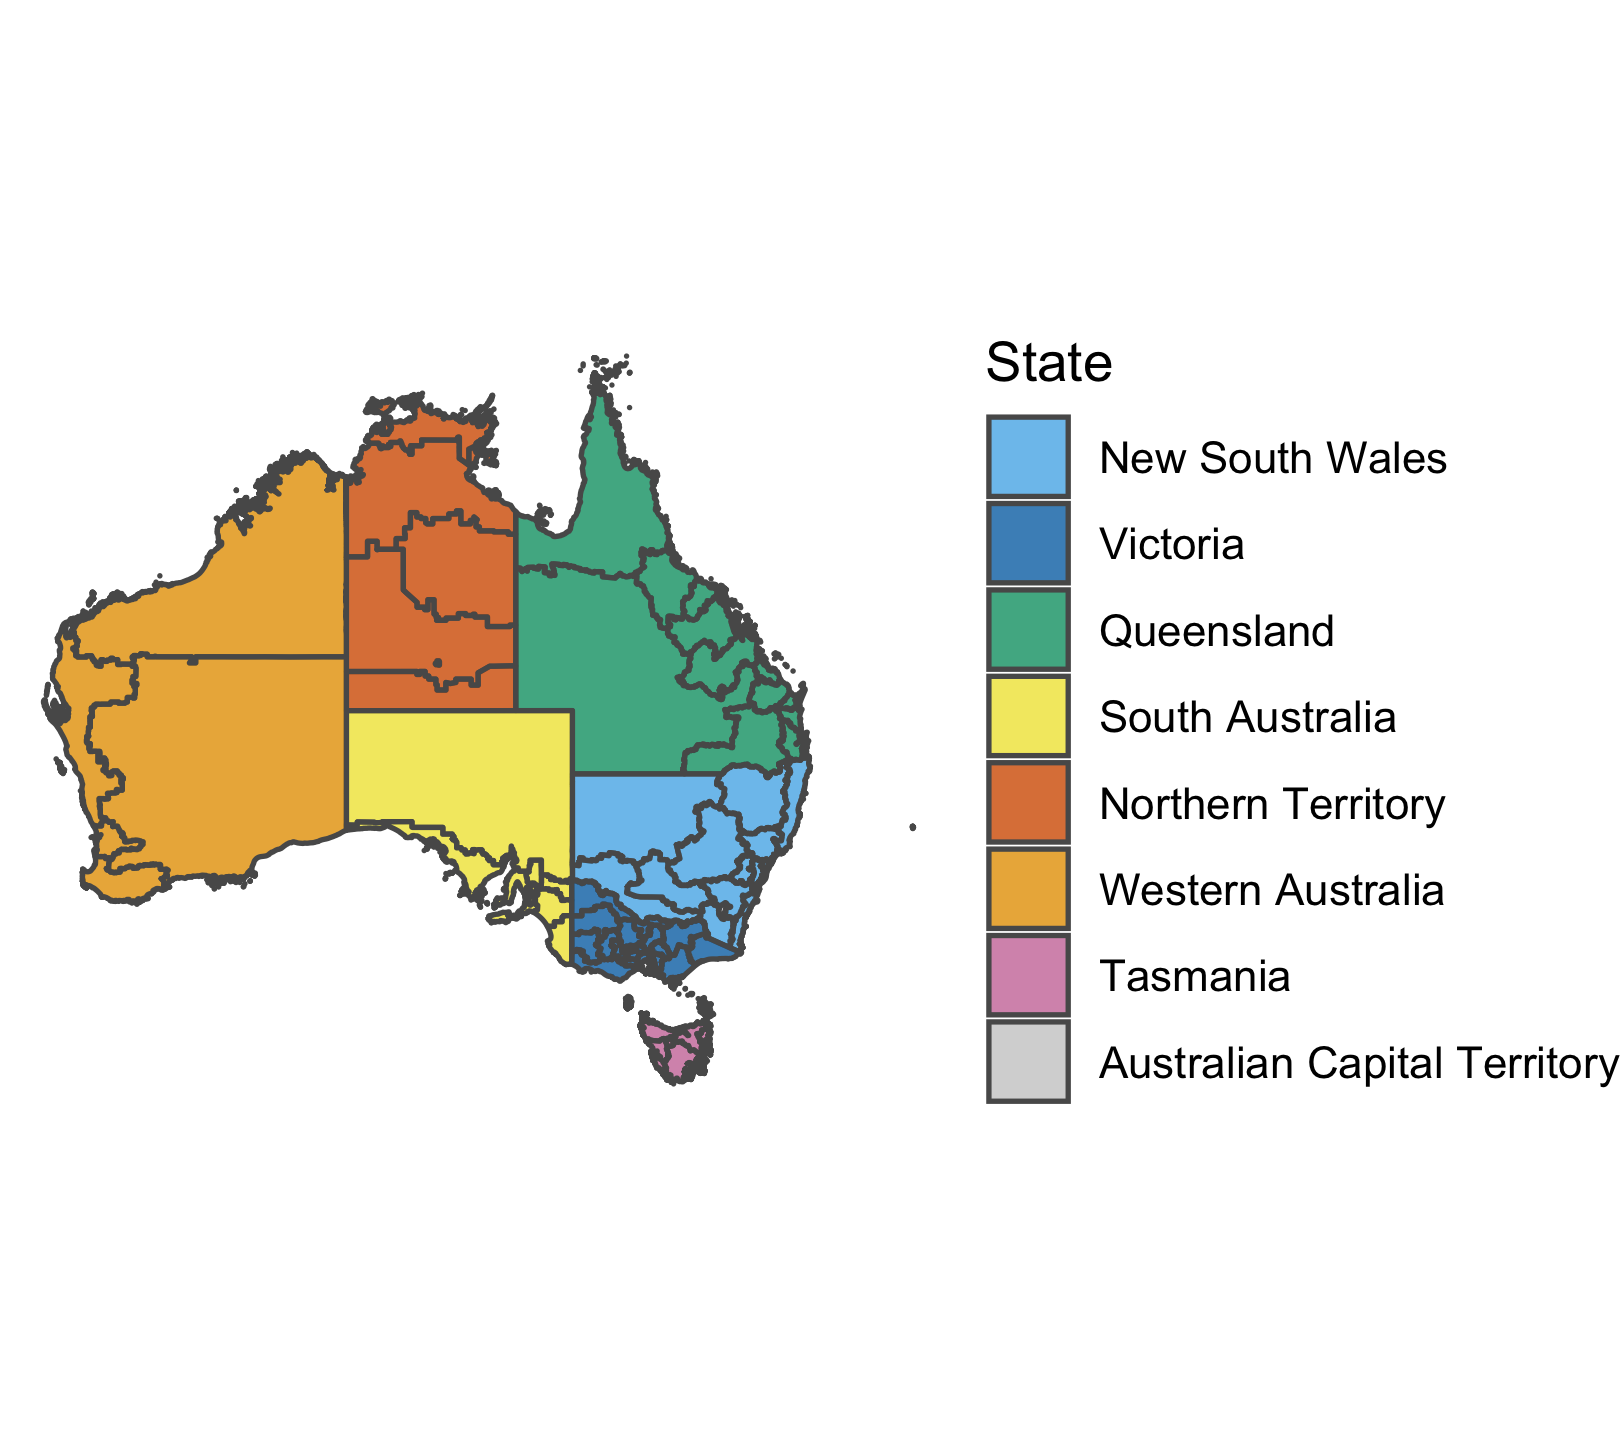 State
New South Wales
Victoria
Queensland
South Australia
Northern Territory
Western Australia
Tasmania
Australian Capital Territory